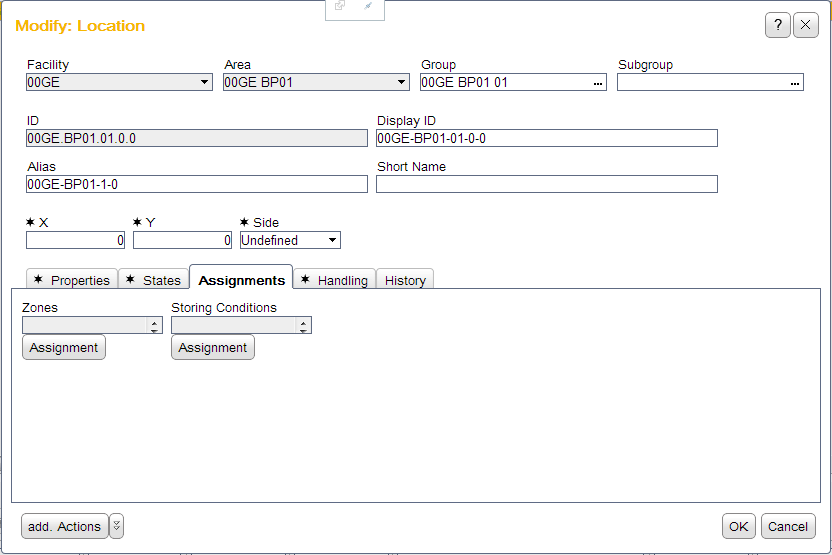 Modify: Location
?
Facility Area Group Subgroup
00GE 00GE BP01 00GE BP01 01 ...
...
ID Display ID
00GE.BP01.01.0.0 00GE-BP01-01-0-0
Alias Short Name
00GE-BP01-1-0
✶ X ✶ Y ✶ Side
0 0 Undefined
✶ Properties ✶ States Assignments ✶ Handling History
Zones Storing Conditions
Assignment Assignment
add. Actions OK Cancel